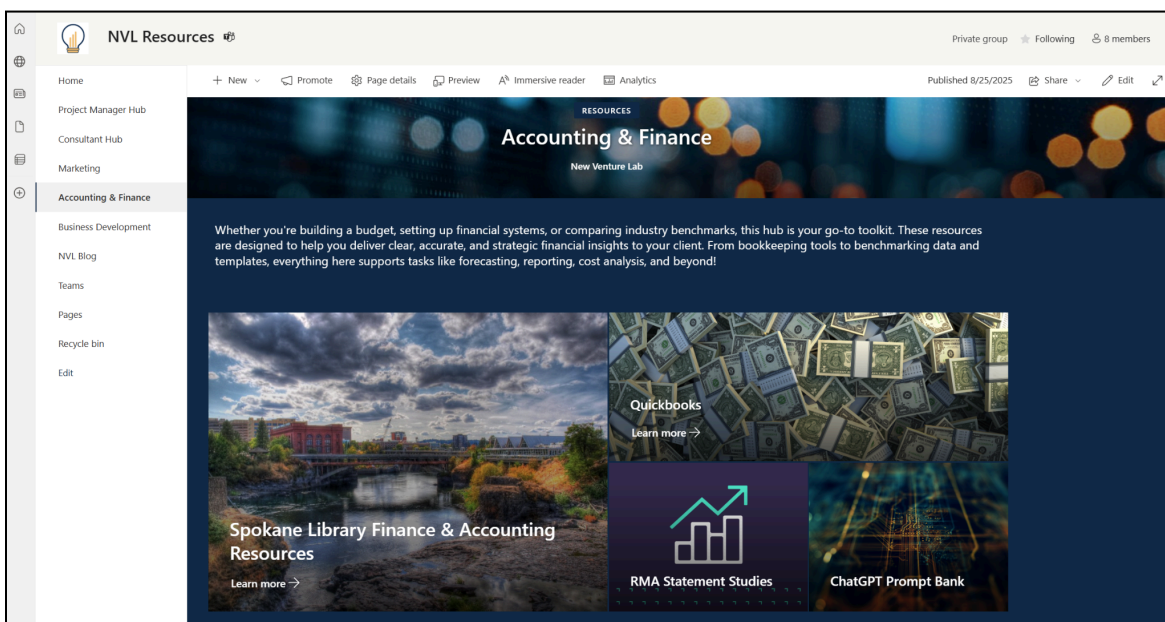 NVL Resources
Private group
Following
8 members
Home
Project Manager Hub
Consultant Hub
Marketing
Accounting & Finance
Business Development
NVL Blog
Teams
Pages
Recycle bin
Edit
New
Promote
Page details
Preview
Immersive reader
Analytics
Published 8/25/2025
Share
Edit
RESOURCES
Accounting & Finance
New Venture Lab
Whether you're building a budget, setting up financial systems, or comparing industry benchmarks, this hub is your go-to toolkit. These resources
are designed to help you deliver clear, accurate, and strategic financial insights to your client. From bookkeeping tools to benchmarking data and
templates, everything here supports tasks like forecasting, reporting, cost analysis, and beyond!
Spokane Library Finance & Accounting
Resources
Learn more →
Quickbooks
Learn more →
RMA Statement Studies
ChatGPT Prompt Bank